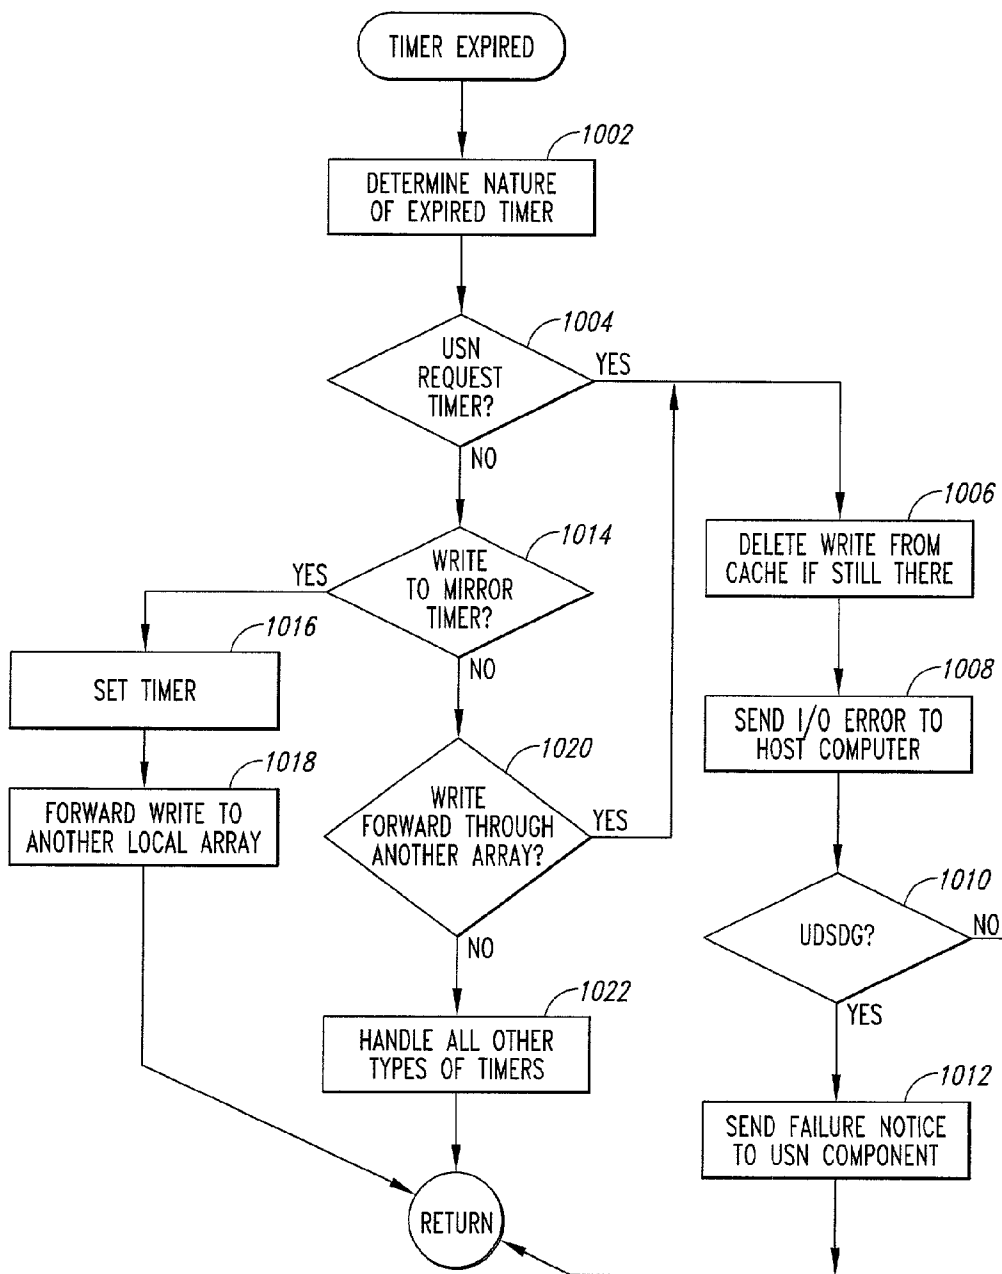 TIMER EXPIRED
1002
DETERMINE NATURE
OF EXPIRED TIMER
1004
USN
REQUEST
TIMER?
YES
NO
1006
DELETE WRITE FROM
CACHE IF STILL THERE
1014
WRITE
TO MIRROR
TIMER?
YES
NO
1016
SET TIMER
1008
SEND I/O ERROR TO
HOST COMPUTER
1018
FORWARD WRITE TO
ANOTHER LOCAL ARRAY
1020
WRITE
FORWARD THROUGH
ANOTHER ARRAY?
YES
NO
1010
UDSDG?
NO
YES
1022
HANDLE ALL OTHER
TYPES OF TIMERS
1012
SEND FAILURE NOTICE
TO USN COMPONENT
RETURN